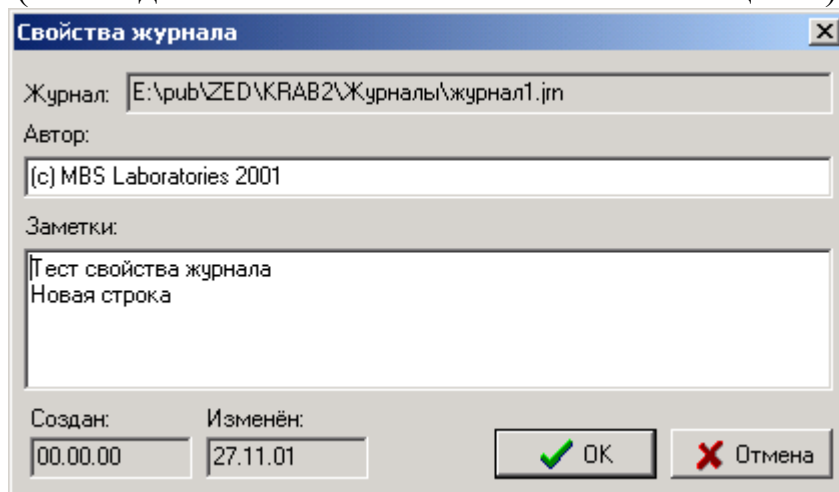 Свойства журнала
Журнал: E:\pub\ZED\KRAB2\Журналы\журнал1.jrn
Автор:
(c) MBS Laboratories 2001
Заметки:
Тест свойства журнала
Новая строка
Создан: Изменён:
00.00.00 27.11.01 OK Отмена